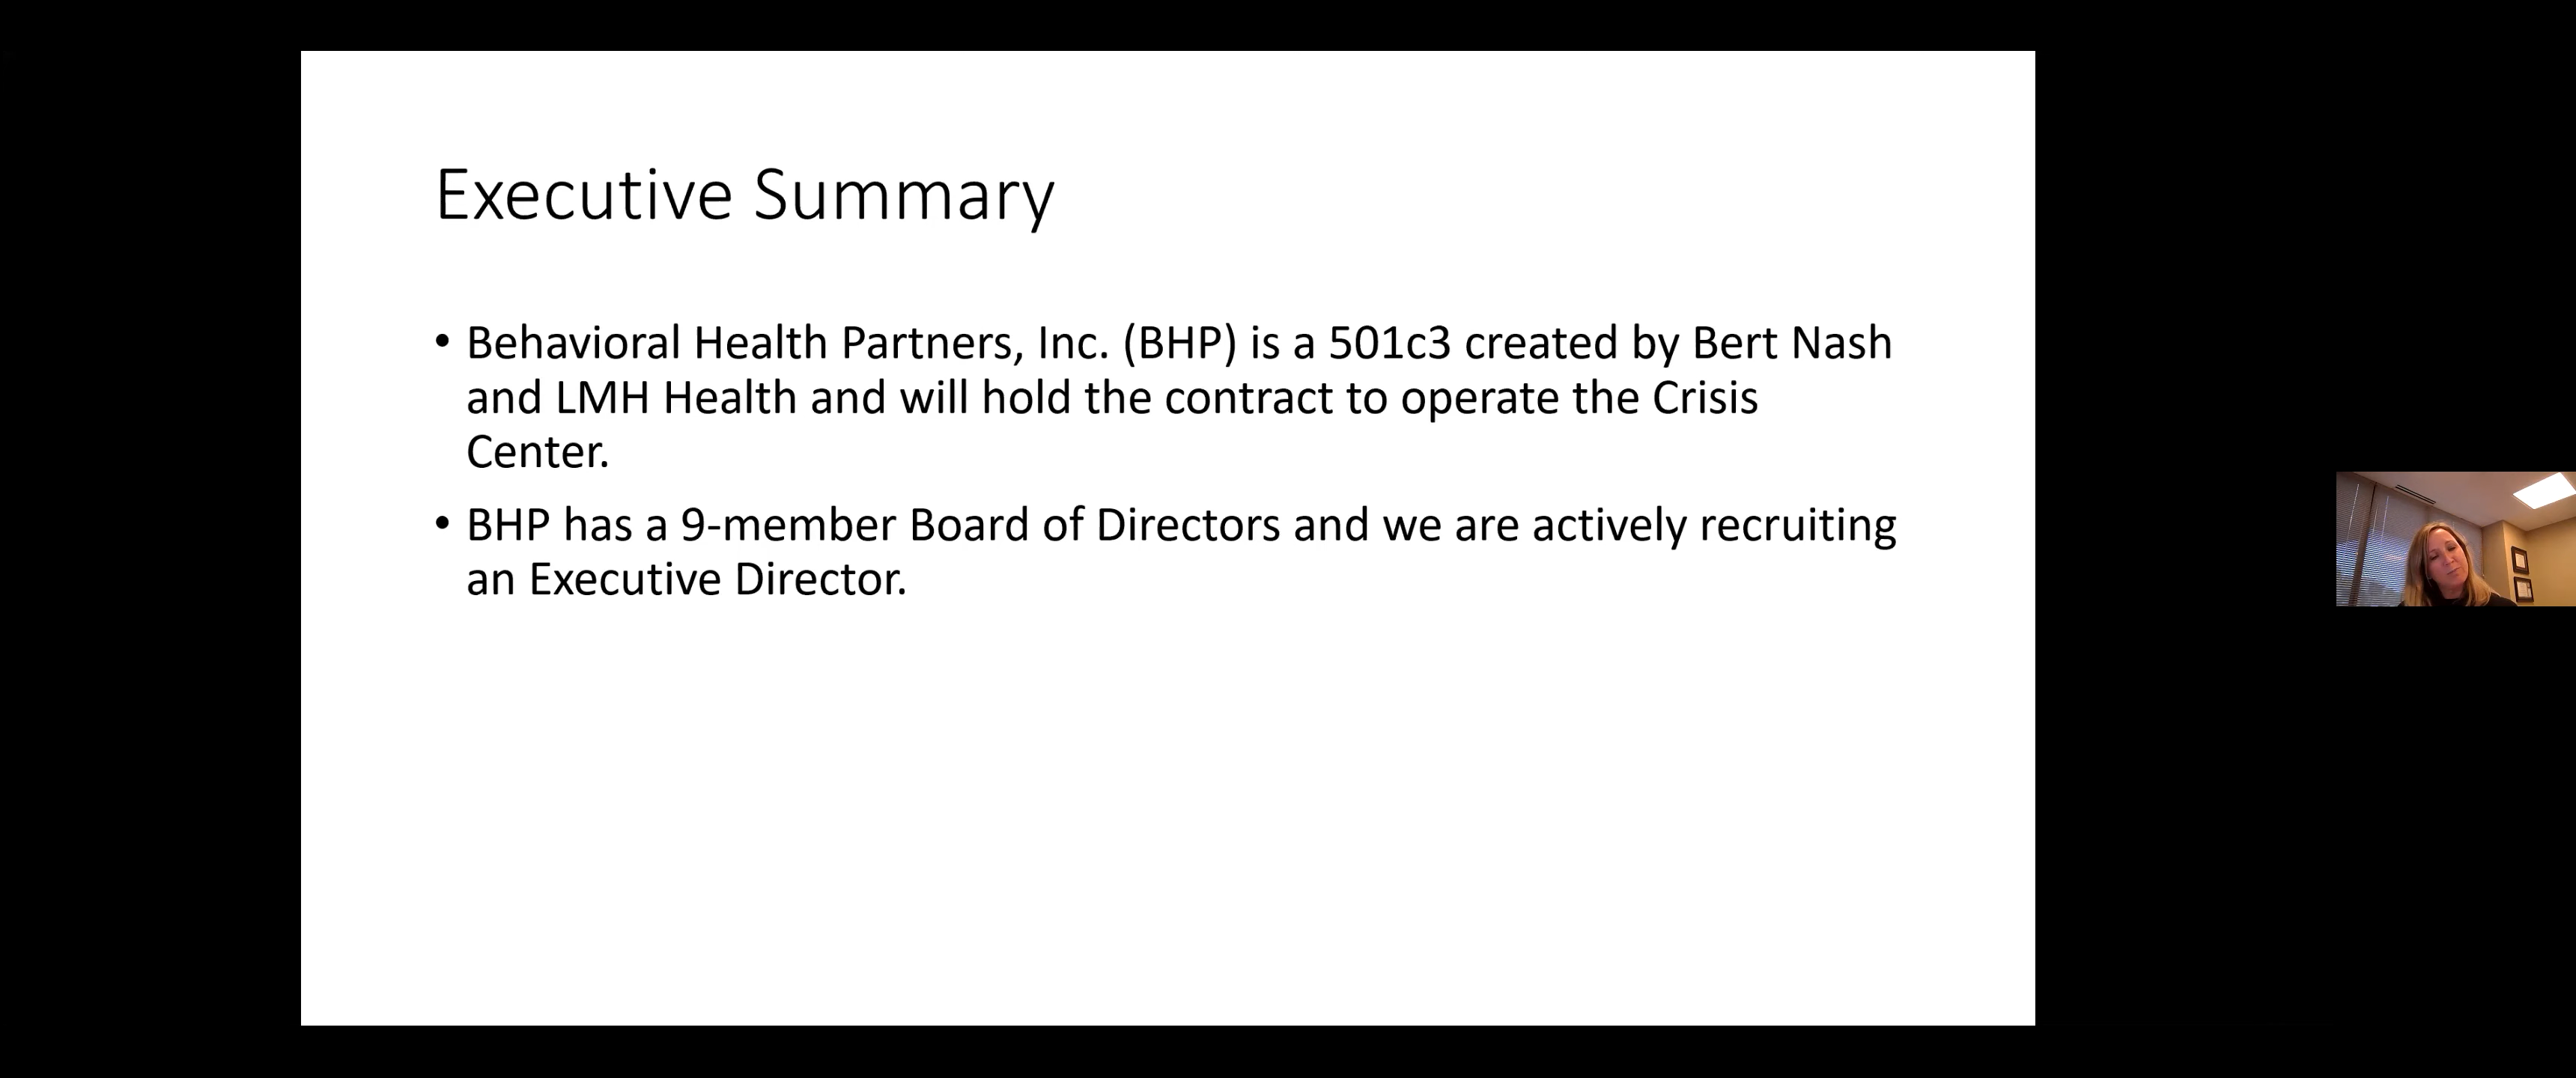 Executive Summary
• Behavioral Health Partners, Inc. (BHP) is a 501c3 created by Bert Nash
and LMH Health and will hold the contract to operate the Crisis
Center.
• BHP has a 9-member Board of Directors and we are actively recruiting
an Executive Director.